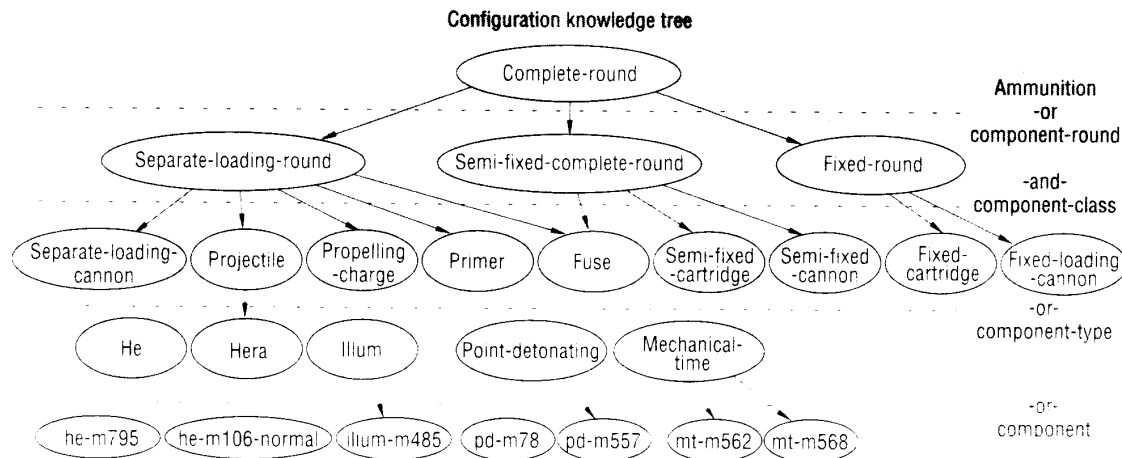 Configuration knowledge tree
Complete-round
Ammunition
-or
component-round
Separate-loading-round
Semi-fixed-complete-round
Fixed-round
-and-
component-class
Separate-loading-
cannon
Projectile
Propelling
-charge
Primer
Fuse
Semi-fixed
-cartridge
Semi-fixed
-cannon
Fixed-
cartridge
Fixed-loading
-cannon
-or-
component-type
He
Hera
Illum
Point-detonating
Mechanical-
time
-or-
component
he-m795
he-m106-normal
illum-m485
pd-m78
pd-m557
mt-m562
mt-m568